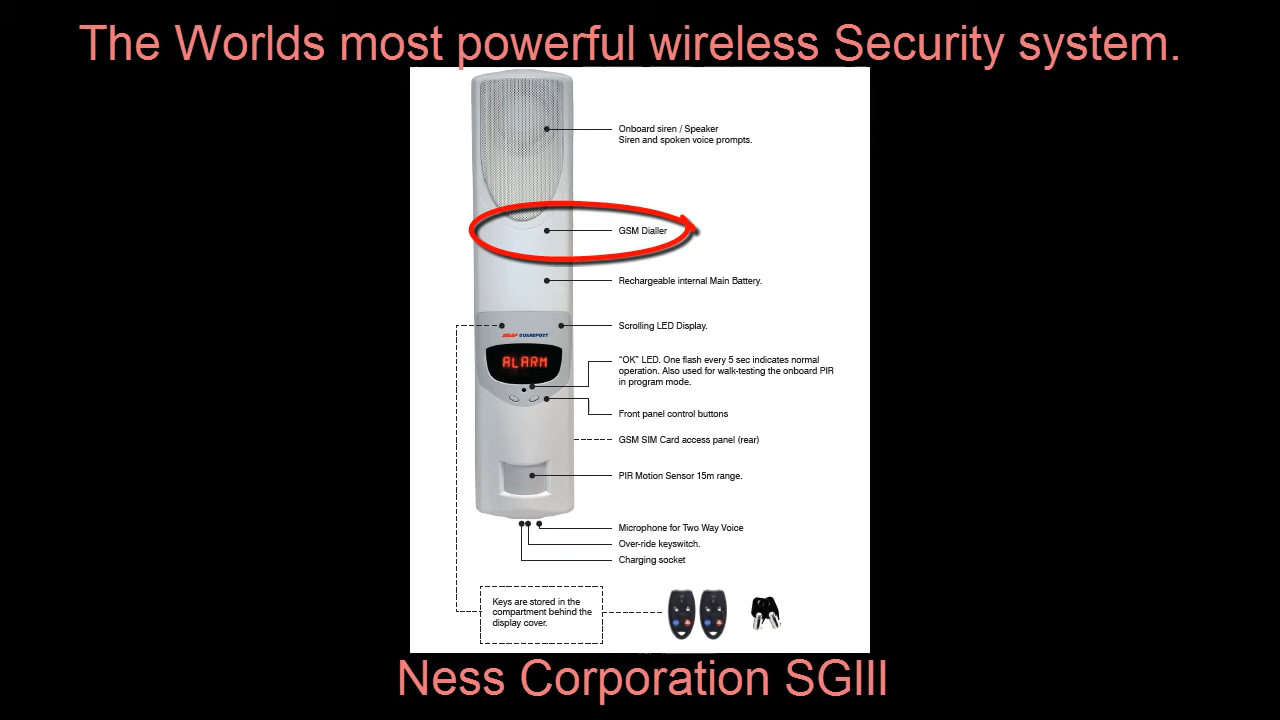 The Worlds most powerful wireless Security system.
Onboard siren / Speaker
Siren and spoken voice prompts.
GSM Dialler
Rechargeable internal Main Battery.
Scrolling LED Display.
NESS GUARDPOST
“OK” LED. One flash every 5 sec indicates normal
operation. Also used for walk-testing the onboard PIR
in program mode.
ALARM
Front panel control buttons
GSM SIM Card access panel (rear)
PIR Motion Sensor 15m range.
Microphone for Two Way Voice
Over-ride keyswitch.
Charging socket
Keys are stored in the
compartment behind the
display cover.
Ness Corporation SGIII